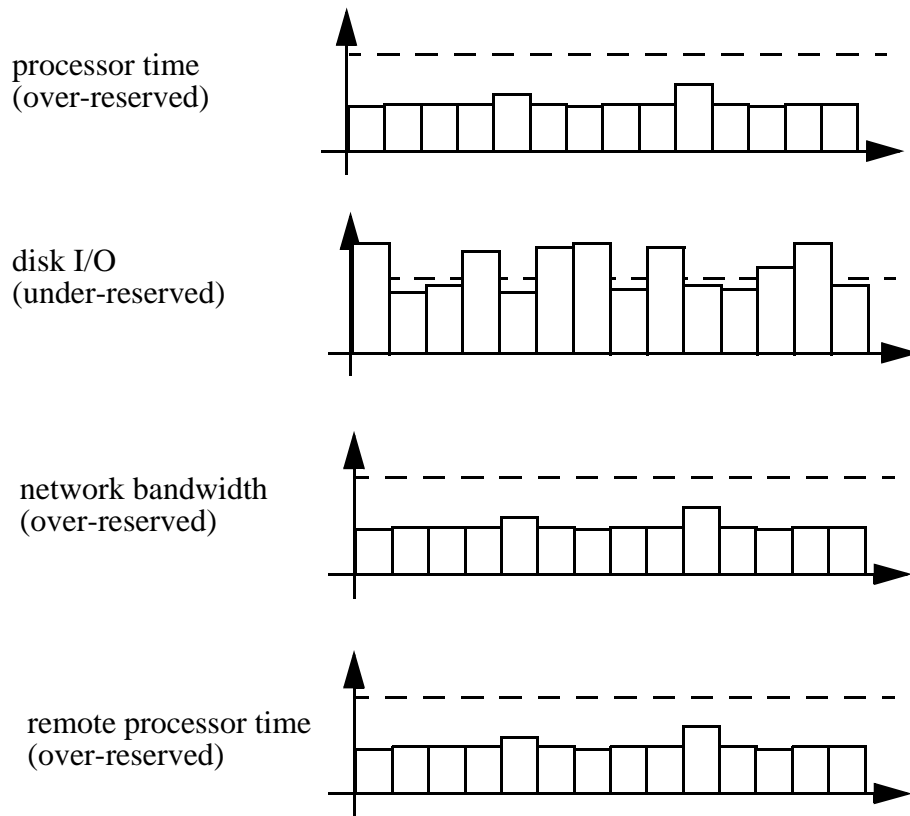 processor time
(over-reserved)
disk I/O
(under-reserved)
network bandwidth
(over-reserved)
remote processor time
(over-reserved)